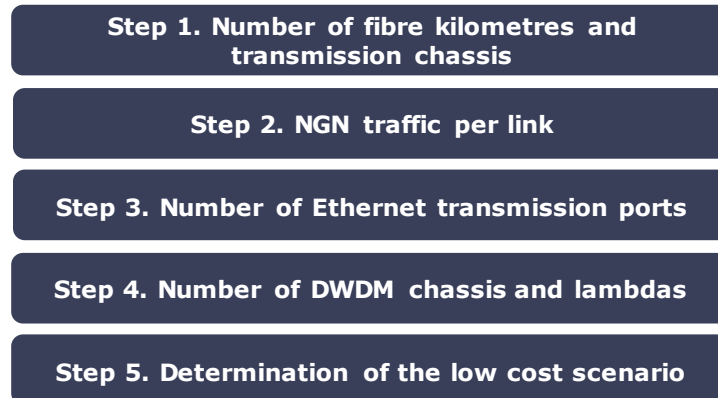 Step 1. Number of fibre kilometres and
transmission chassis
Step 2. NGN traffic per link
Step 3. Number of Ethernet transmission ports
Step 4. Number of DWDM chassis and lambdas
Step 5. Determination of the low cost scenario